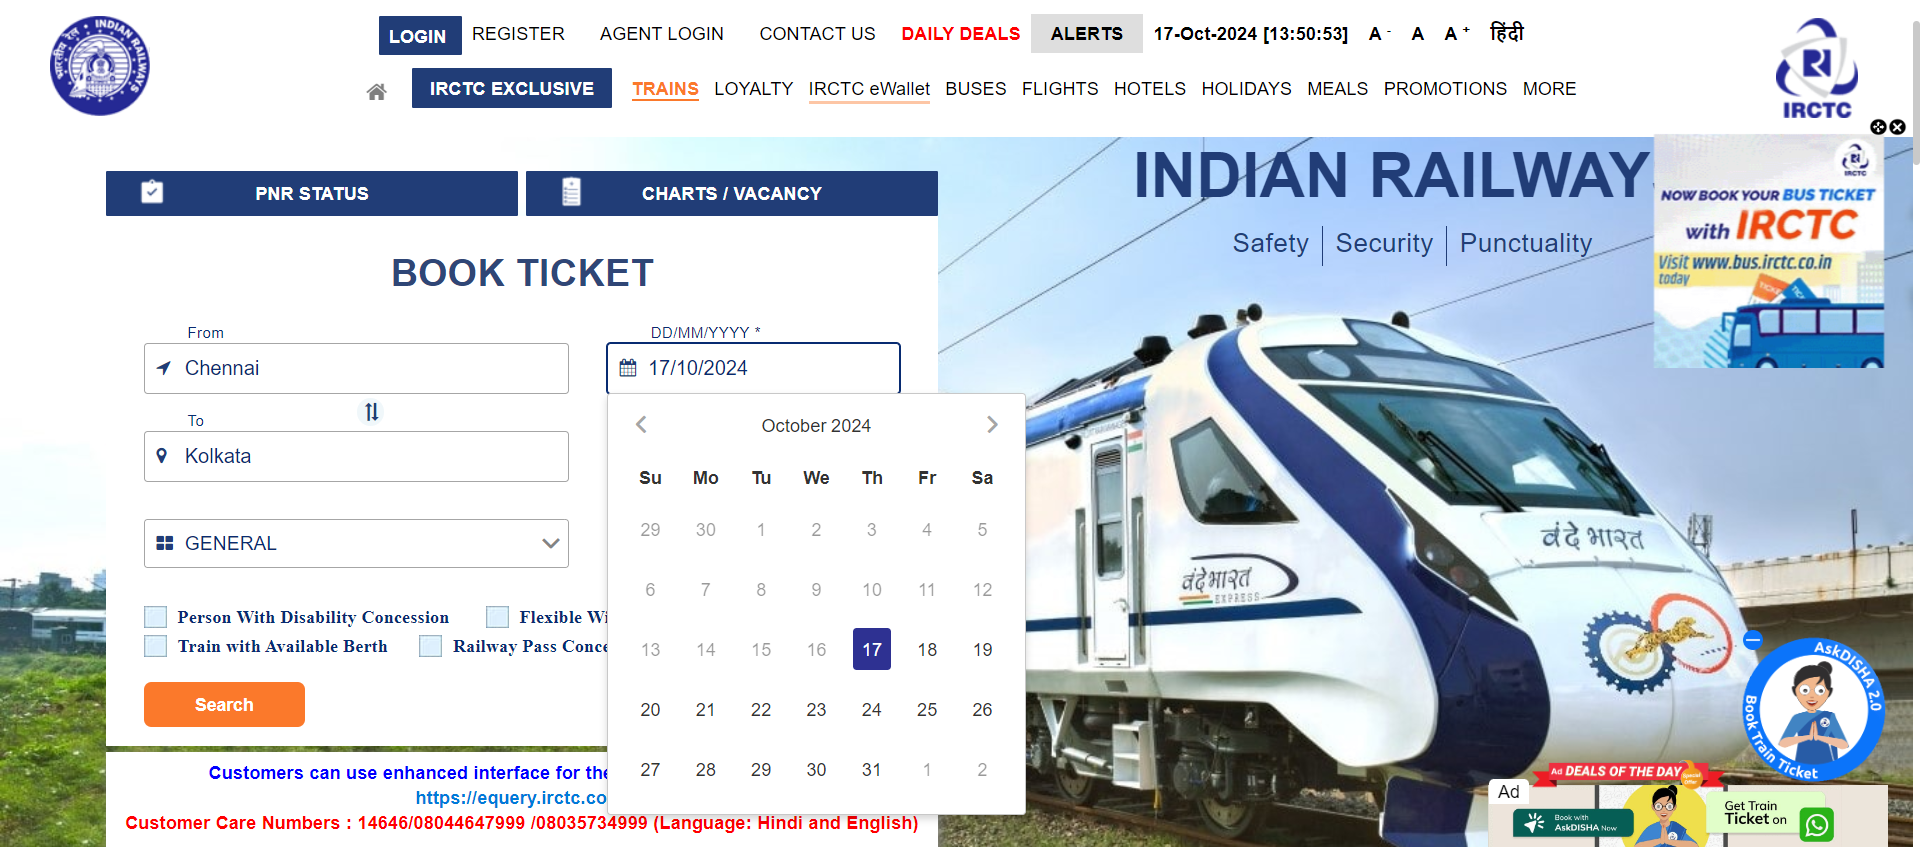 LOGIN REGISTER AGENT LOGIN CONTACT US DAILY DEALS ALERTS 17-Oct-2024 [13:50:53] A - A A + हिंदी
IRCTC EXCLUSIVE TRAINS LOYALTY IRCTC eWallet BUSES FLIGHTS HOTELS HOLIDAYS MEALS PROMOTIONS MORE
भारतीय रेल INDIAN RAILWAYS
IRCTC
PNR STATUS
CHARTS / VACANCY
BOOK TICKET
From
Chennai
To
Kolkata
GENERAL
DD/MM/YYYY *
17/10/2024
October 2024
Su Mo Tu We Th Fr Sa
29 30 1 2 3 4 5
6 7 8 9 10 11 12
13 14 15 16 17 18 19
20 21 22 23 24 25 26
27 28 29 30 31 1 2
Person With Disability Concession
Flexible Wi
Train with Available Berth
Railway Pass Conce
Search
Customers can use enhanced interface for the
https://equery.irctc.co
Customer Care Numbers : 14646/08044647999 /08035734999 (Language: Hindi and English)
INDIAN RAILWAYS
Safety | Security | Punctuality
IRCTC
NOW BOOK YOUR BUS TICKET
with IRCTC
Visit www.bus.irctc.co.in
today
TICKET
वंदे भारत
वंदे भारत
EXPRESS
AskDISHA 2.0
Book Train Ticket
Ad
Ad DEALS OF THE DAY
Special
Offer
Book with
AskDISHA Now
Get Train
Ticket on